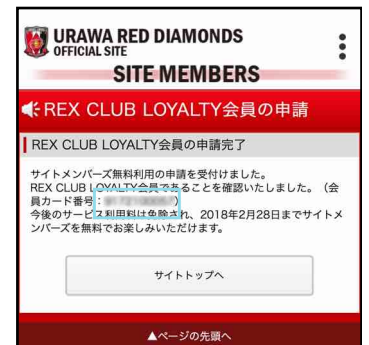 URAWA RED DIAMONDS
OFFICIAL SITE
SITE MEMBERS
REX CLUB LOYALTY会員の申請
REX CLUB LOYALTY会員の申請完了
サイトメンバーズ無料利用の申請を受付けました。
REX CLUB LOYALTY会員であることを確認いたしました。（会
員カード番号：）
今後のサービス利用料は免除され、2018年2月28日までサイトメ
ンバーズを無料でお楽しみいただけます。
サイトトップへ
▲ページの先頭へ